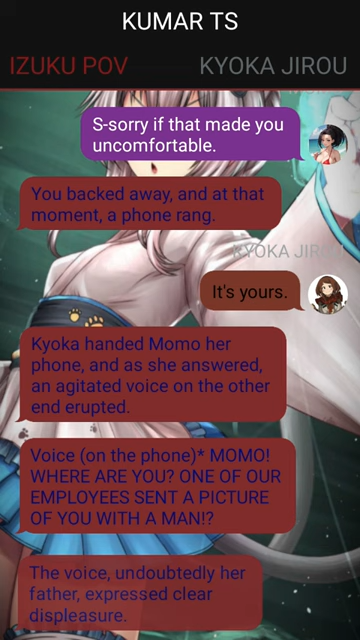 KUMAR TS
IZUKU POV
KYOKA JIROU
S-sorry if that made you
uncomfortable.
You backed away, and at that
moment, a phone rang.
KYOKA JIROU
It's yours.
Kyoka handed Momo her
phone, and as she answered,
an agitated voice on the other
end erupted.
Voice (on the phone)* MOMO!
WHERE ARE YOU? ONE OF OUR
EMPLOYEES SENT A PICTURE
OF YOU WITH A MAN!?
The voice, undoubtedly her
father, expressed clear
displeasure.